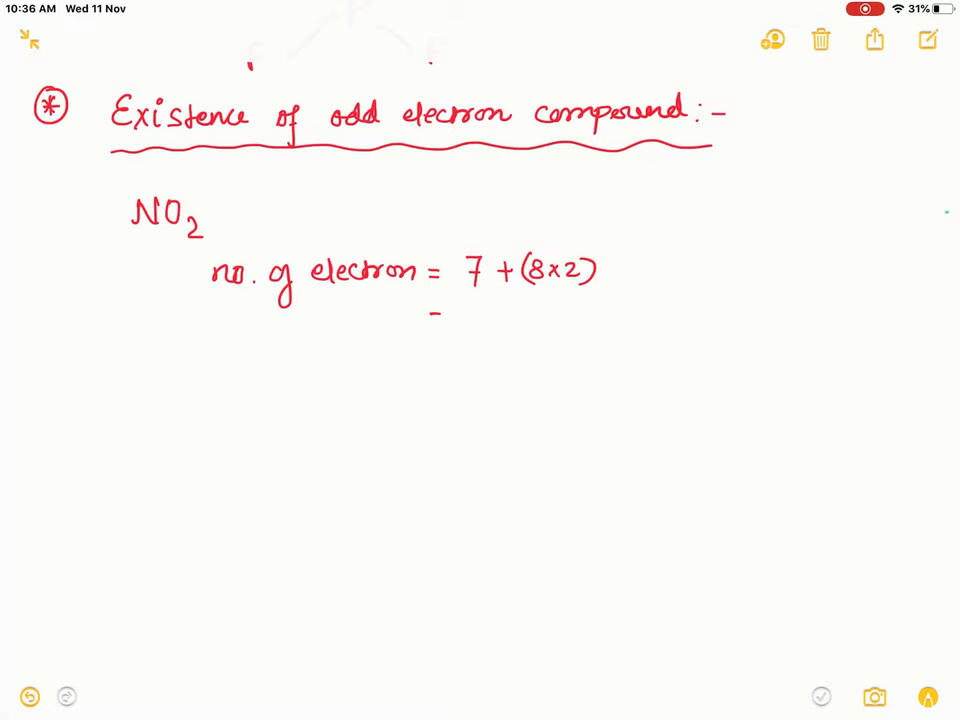 10:36 AM Wed 11 Nov
31%
* Existence of odd electron compound :-
NO2
no. of electron = 7 + (8×2)
=